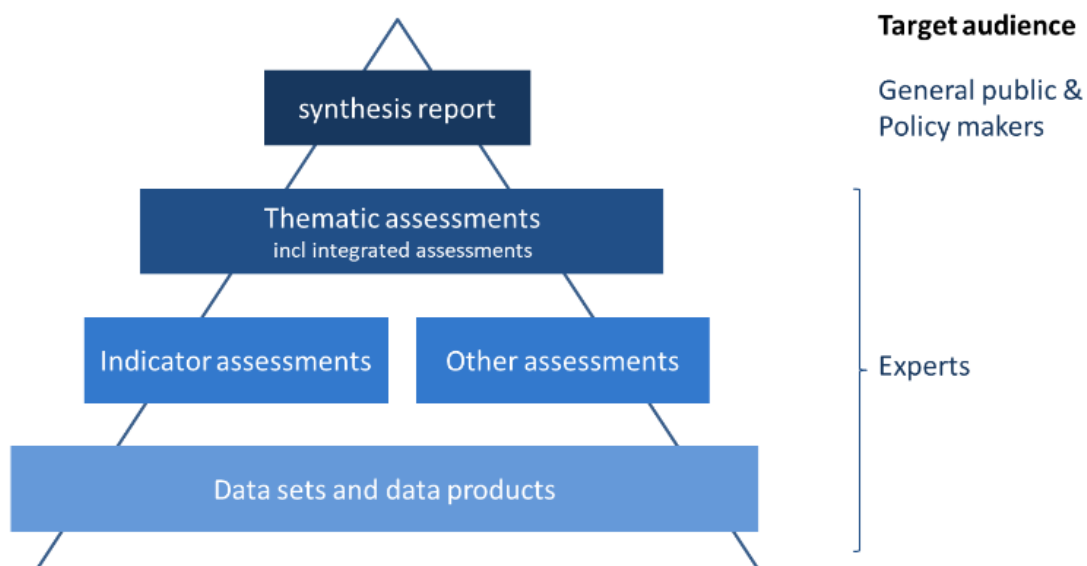 Target audience
synthesis report
General public &
Policy makers
Thematic assessments
incl integrated assessments
Indicator assessments
Other assessments
Experts
Data sets and data products